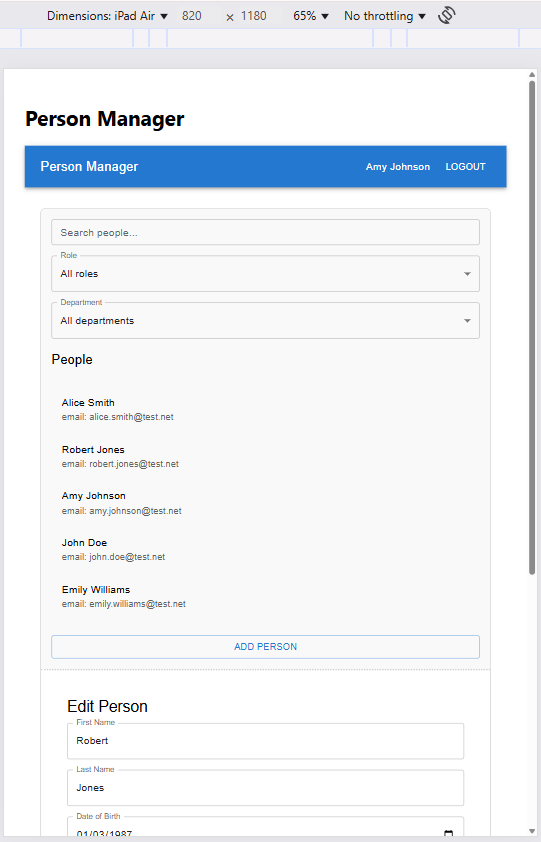 Dimensions: iPad Air ▼ 820 × 1180 65% ▼ No throttling ▼
Person Manager
Person Manager Amy Johnson LOGOUT
Search people...
Role
All roles
Department
All departments
People
Alice Smith
email: alice.smith@test.net
Robert Jones
email: robert.jones@test.net
Amy Johnson
email: amy.johnson@test.net
John Doe
email: john.doe@test.net
Emily Williams
email: emily.williams@test.net
ADD PERSON
Edit Person
First Name
Robert
Last Name
Jones
Date of Birth
01/03/1987